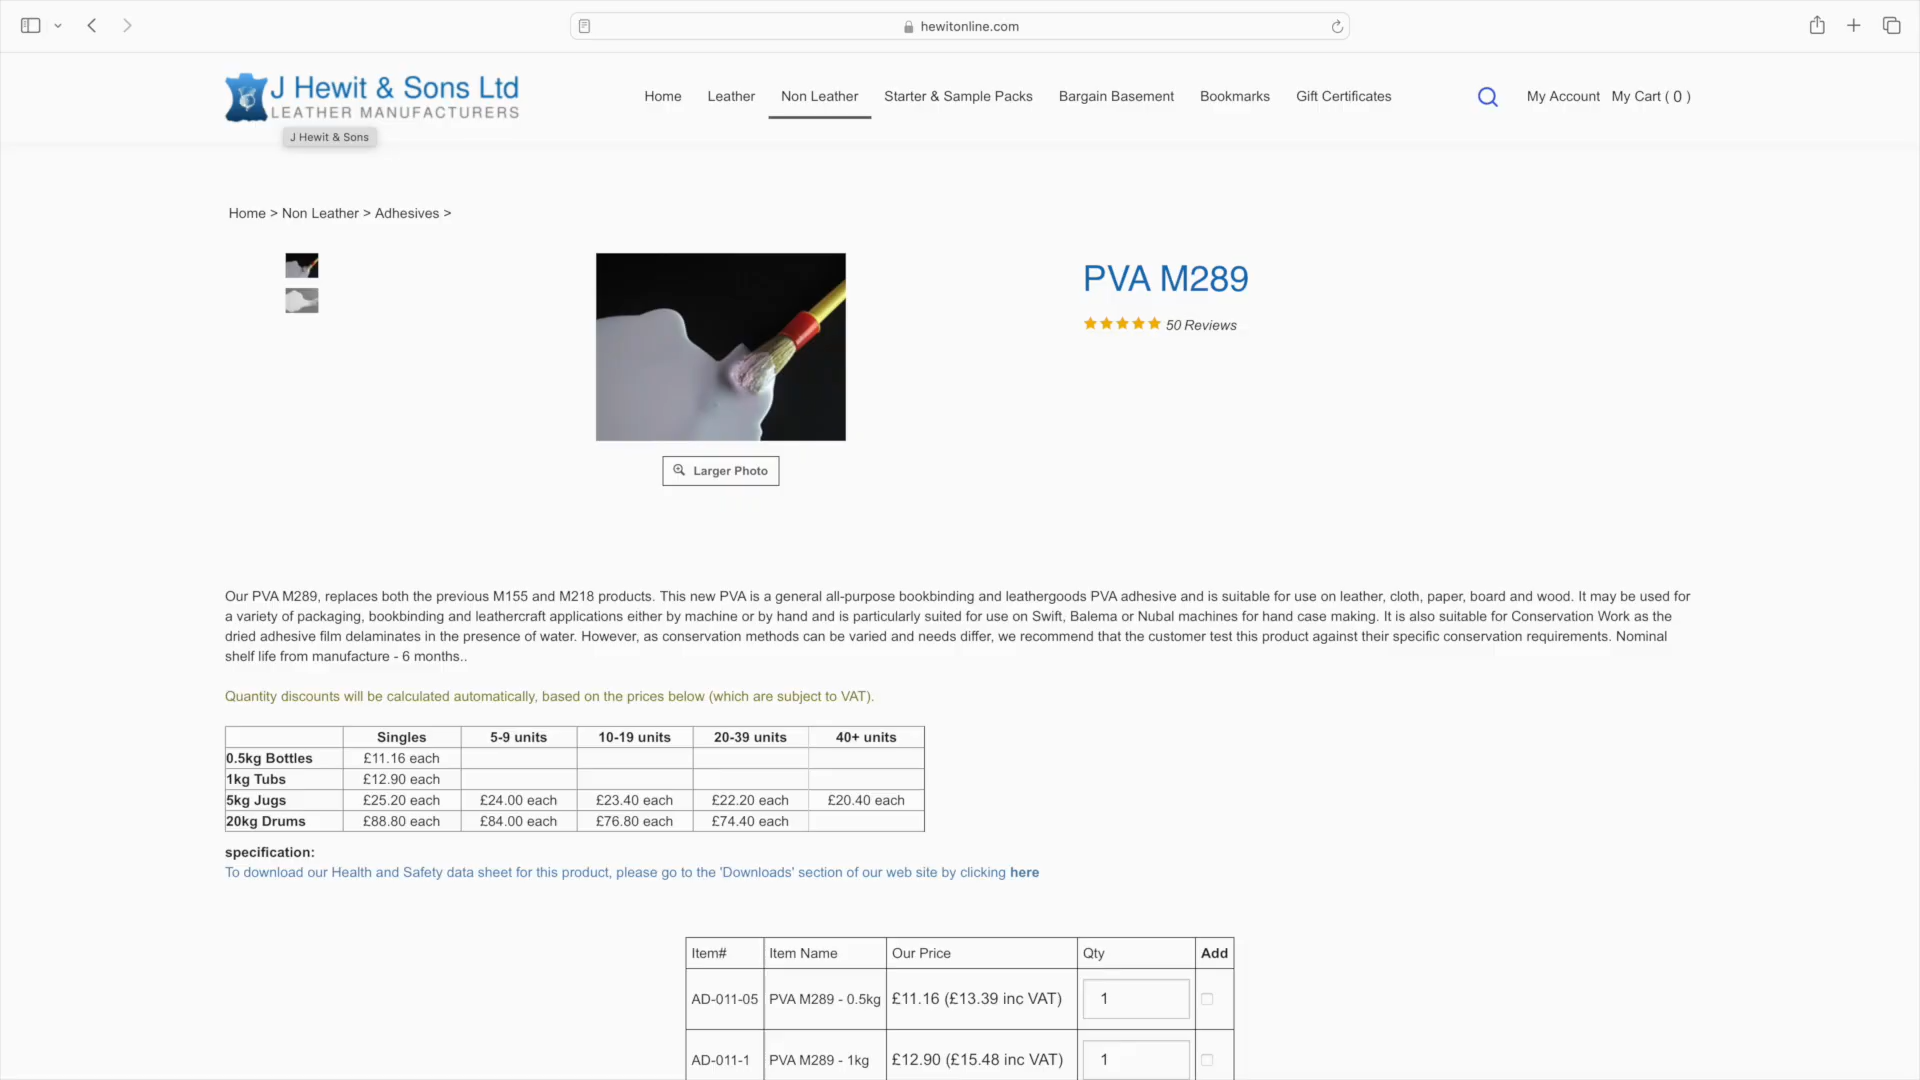 hewitonline.com
J Hewit & Sons Ltd
LEATHER MANUFACTURERS
Home Leather Non Leather Starter & Sample Packs Bargain Basement Bookmarks Gift Certificates
My Account My Cart ( 0 )
J Hewit & Sons
Home > Non Leather > Adhesives >
PVA M289
50 Reviews
Larger Photo
Our PVA M289, replaces both the previous M155 and M218 products. This new PVA is a general all-purpose bookbinding and leathergoods PVA adhesive and is suitable for use on leather, cloth, paper, board and wood. It may be used for
a variety of packaging, bookbinding and leathercraft applications either by machine or by hand and is particularly suited for use on Swift, Balema or Nubal machines for hand case making. It is also suitable for Conservation Work as the
dried adhesive film delaminates in the presence of water. However, as conservation methods can be varied and needs differ, we recommend that the customer test this product against their specific conservation requirements. Nominal
shelf life from manufacture - 6 months..
Quantity discounts will be calculated automatically, based on the prices below (which are subject to VAT).
Singles 5-9 units 10-19 units 20-39 units 40+ units
0.5kg Bottles £11.16 each
1kg Tubs £12.90 each
5kg Jugs £25.20 each £24.00 each £23.40 each £22.20 each £20.40 each
20kg Drums £88.80 each £84.00 each £76.80 each £74.40 each
specification:
To download our Health and Safety data sheet for this product, please go to the 'Downloads' section of our web site by clicking here
Item# Item Name Our Price Qty Add
AD-011-05 PVA M289 - 0.5kg £11.16 (£13.39 inc VAT) 1
AD-011-1 PVA M289 - 1kg £12.90 (£15.48 inc VAT) 1